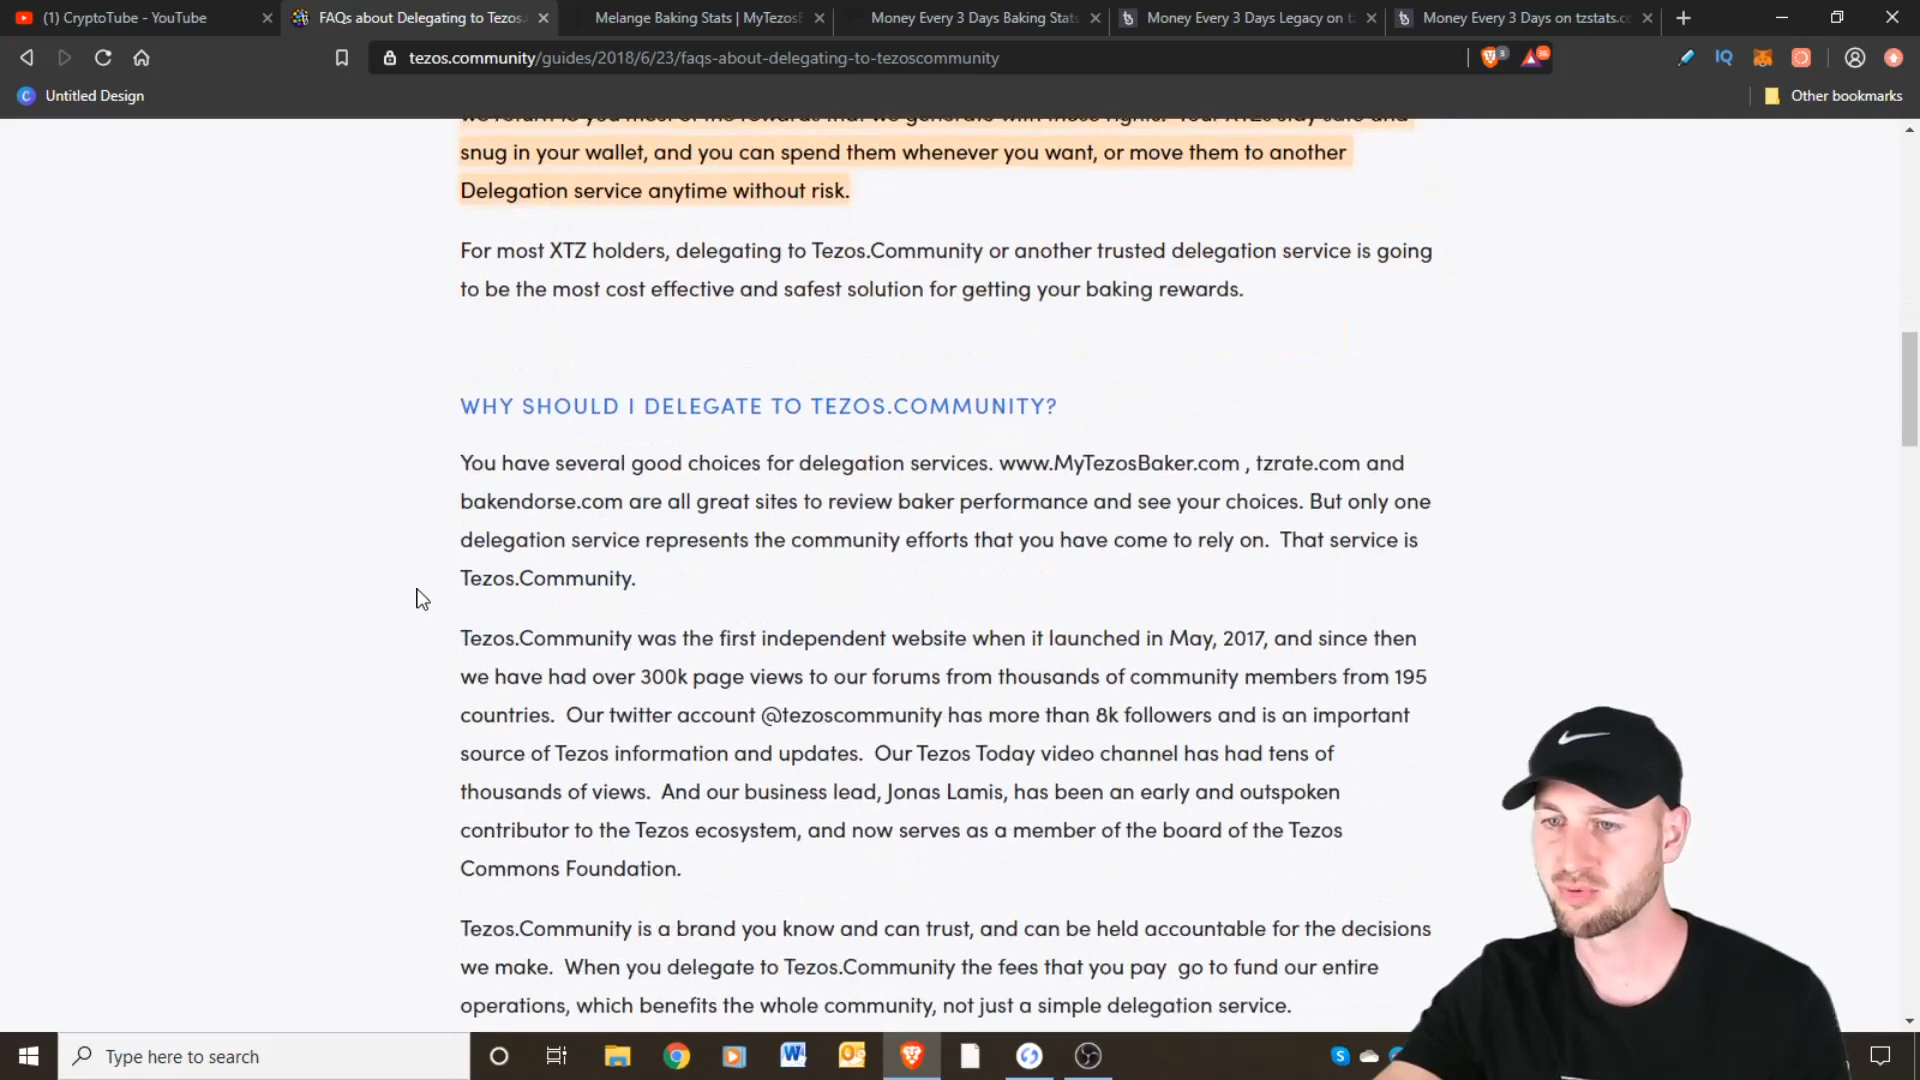 (1) CryptoTube - YouTube
FAQs about Delegating to Tezos.
Melange Baking Stats | MyTezosB
Money Every 3 Days Baking Stats
Money Every 3 Days Legacy on t
Money Every 3 Days on tzstats.c
tezos.community/guides/2018/6/23/faqs-about-delegating-to-tezoscommunity
3
IQ
Untitled Design
Other bookmarks
snug in your wallet, and you can spend them whenever you want, or move them to another
Delegation service anytime without risk.
For most XTZ holders, delegating to Tezos.Community or another trusted delegation service is going
to be the most cost effective and safest solution for getting your baking rewards.
WHY SHOULD I DELEGATE TO TEZOS.COMMUNITY?
You have several good choices for delegation services. www.MyTezosBaker.com , tzrate.com and
bakendorse.com are all great sites to review baker performance and see your choices. But only one
delegation service represents the community efforts that you have come to rely on.  That service is
Tezos.Community.
Tezos.Community was the first independent website when it launched in May, 2017, and since then
we have had over 300k page views to our forums from thousands of community members from 195
countries.  Our twitter account @tezoscommunity has more than 8k followers and is an important
source of Tezos information and updates.  Our Tezos Today video channel has had tens of
thousands of views.  And our business lead, Jonas Lamis, has been an early and outspoken
contributor to the Tezos ecosystem, and now serves as a member of the board of the Tezos
Commons Foundation.
Tezos.Community is a brand you know and can trust, and can be held accountable for the decisions
we make.  When you delegate to Tezos.Community the fees that you pay  go to fund our entire
operations, which benefits the whole community, not just a simple delegation service.
Type here to search